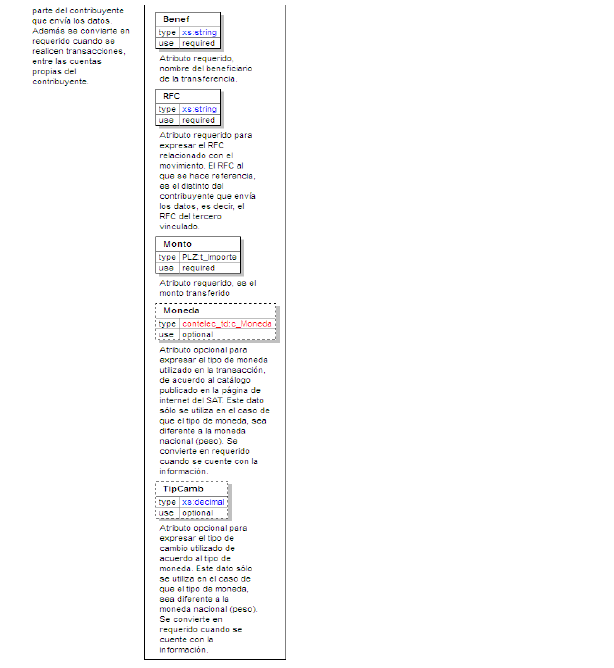 parte del contribuyente
que envía los datos.
Además se convierte en
requerido cuando se
realicen transacciones,
entre las cuentas
propias del
contribuyente.
Benef
type xs:string
use required
Atributo requerido,
nombre del beneficiario
de la transferencia.
RFC
type xs:string
use required
Atributo requerido para
expresar el RFC
relacionado con el
movimiento. El RFC al
que se hace referencia,
es el distinto del
contribuyente que envía
los datos, es decir, el
RFC del tercero
vinculado.
Monto
type PLZ:t_Importe
use required
Atributo requerido, es el
monto transferido
Moneda
type contelec_td:c_Moneda
use optional
Atributo opcional para
expresar el tipo de moneda
utilizado en la transacción,
de acuerdo al catálogo
publicado en la página de
internet del SAT. Este dato
sólo se utiliza en el caso de
que el tipo de moneda, sea
diferente a la moneda
nacional (peso). Se
convierte en requerido
cuando se cuente con la
información.
TipCamb
type xs:decimal
use optional
Atributo opcional para
expresar el tipo de
cambio utilizado de
acuerdo al tipo de
moneda. Este dato sólo
se utiliza en el caso de
que el tipo de moneda,
sea diferente a la
moneda nacional (peso).
Se convierte en
requerido cuando se
cuente con la
información.